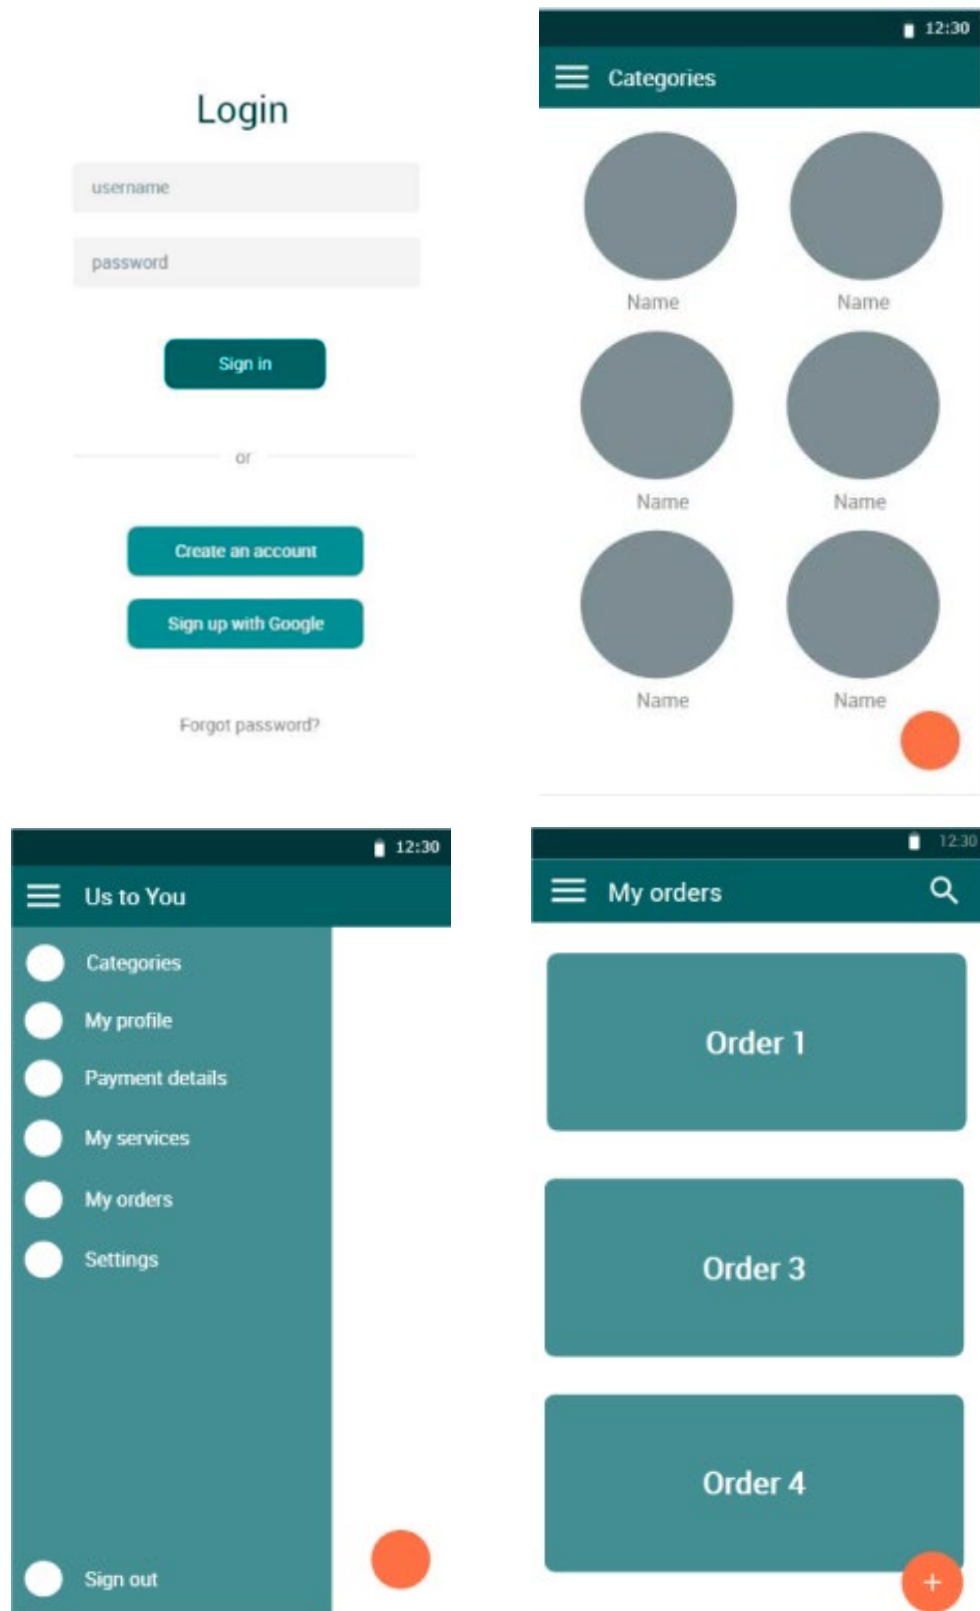 Login
username
password
Sign in
or
Create an account
Sign up with Google
Forgot password?
12:30
Categories
Name Name
Name Name
Name Name
12:30
Us to You
Categories
My profile
Payment details
My services
My orders
Settings
Sign out
12:30
My orders
Order 1
Order 3
Order 4
+